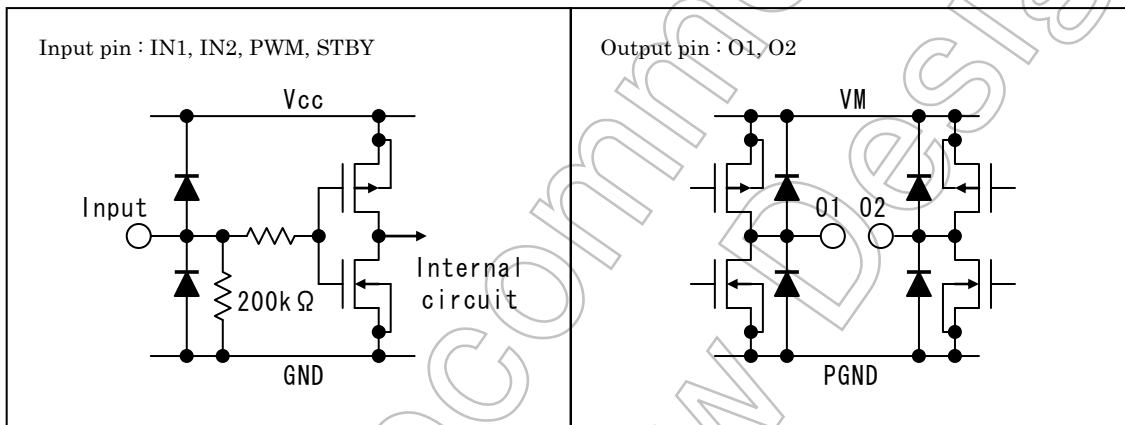 Input pin : IN1, IN2, PWM, STBY
Vcc
Input
Internal
circuit
200kΩ
GND
Output pin : O1, O2
VM
O1 O2
PGND